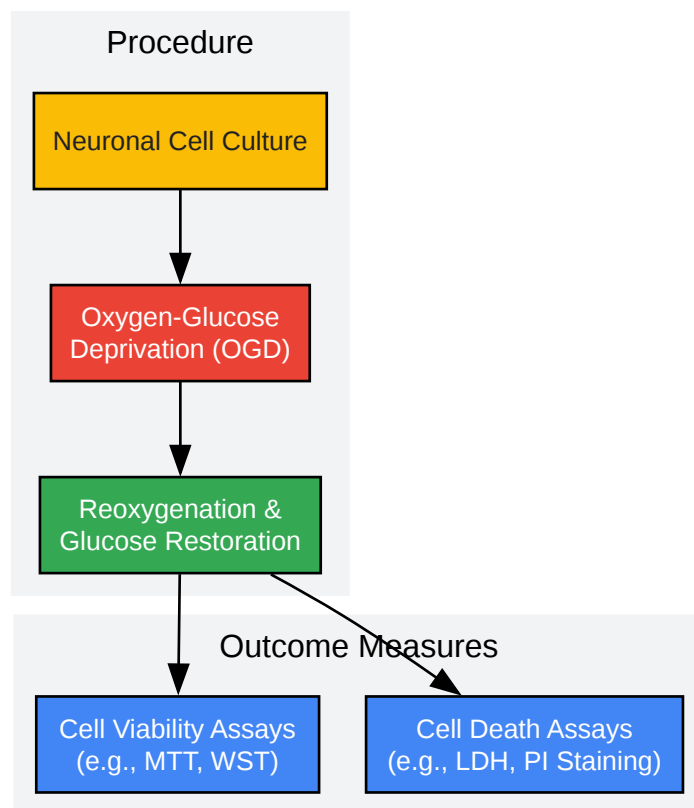 Procedure
Neuronal Cell Culture
Oxygen-Glucose
Deprivation (OGD)
Reoxygenation &
Glucose Restoration
Outcome Measures
Cell Viability Assays
(e.g., MTT, WST)
Cell Death Assays
(e.g., LDH, PI Staining)